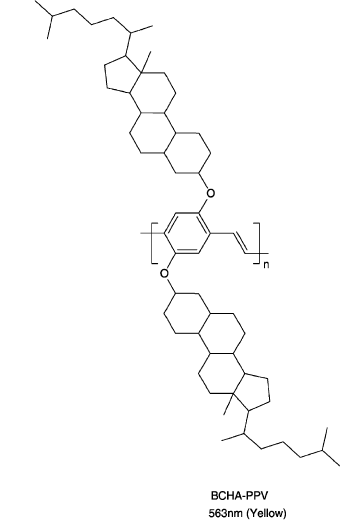 O
n
O
BCHA-PPV
563nm (Yellow)